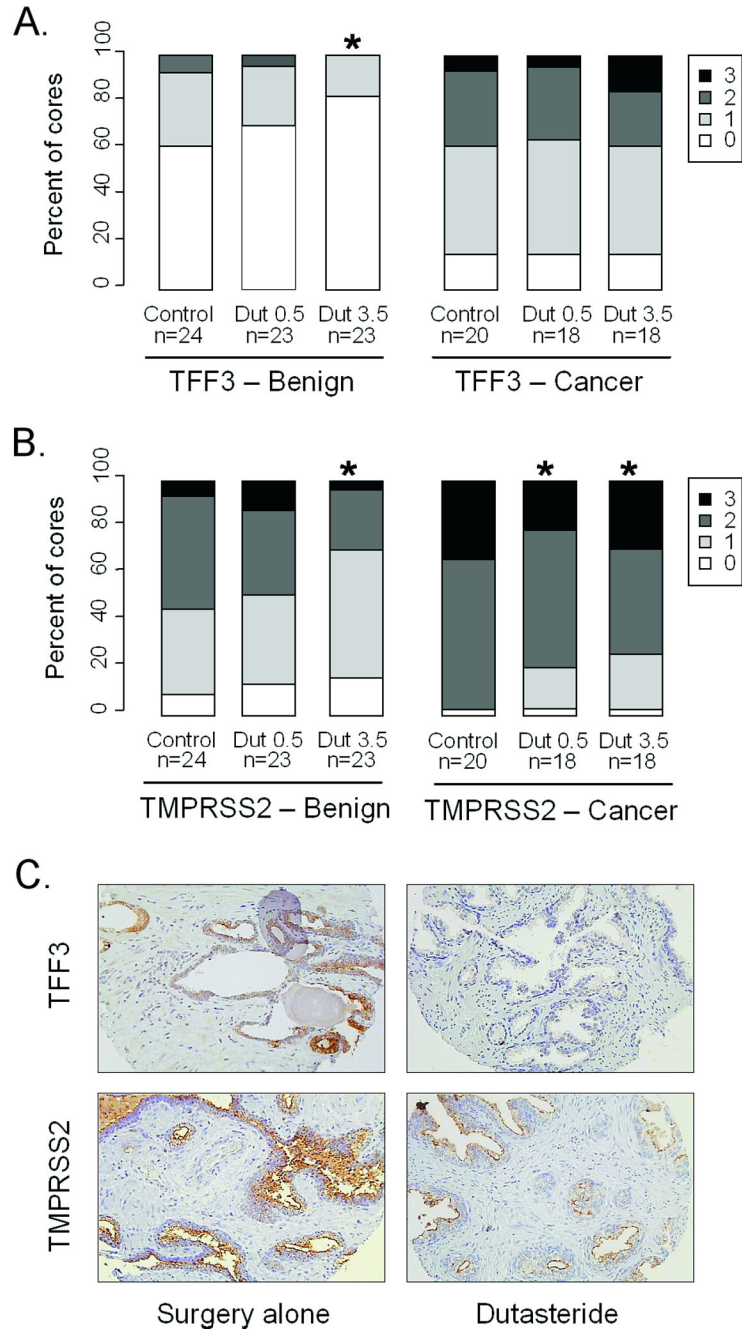 A.
Percent of cores
100
80
60
40
20
0
*
3
2
1
0
Control Dut 0.5 Dut 3.5 Control Dut 0.5 Dut 3.5
n=24 n=23 n=23 n=20 n=18 n=18
TFF3 – Benign TFF3 – Cancer
B.
Percent of cores
100
80
60
40
20
0
* * *
3
2
1
0
Control Dut 0.5 Dut 3.5 Control Dut 0.5 Dut 3.5
n=24 n=23 n=23 n=20 n=18 n=18
TMPRSS2 – Benign TMPRSS2 – Cancer
C.
TFF3
TMPRSS2
Surgery alone Dutasteride